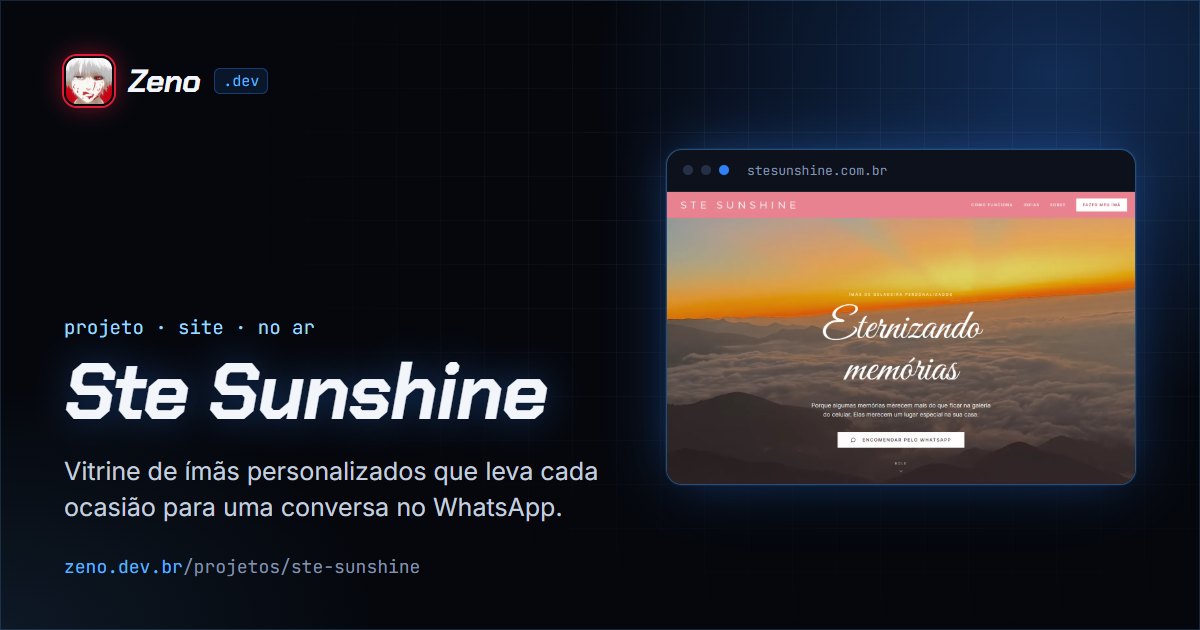 Zeno
.dev
projeto · site · no ar
Ste Sunshine
Vitrine de ímãs personalizados que leva cada
ocasião para uma conversa no WhatsApp.
zeno.dev.br/projetos/ste-sunshine
stesunshine.com.br
STE SUNSHINE
COMO FUNCIONA
IDEIAS
SOBRE
FAZER MEU ÍMÃ
ÍMÃS DE GELADEIRA PERSONALIZADOS
Eternizando
memórias
Porque algumas memórias merecem mais do que ficar na galeria
do celular. Elas merecem um lugar especial na sua casa.
ENCOMENDAR PELO WHATSAPP
ROLE